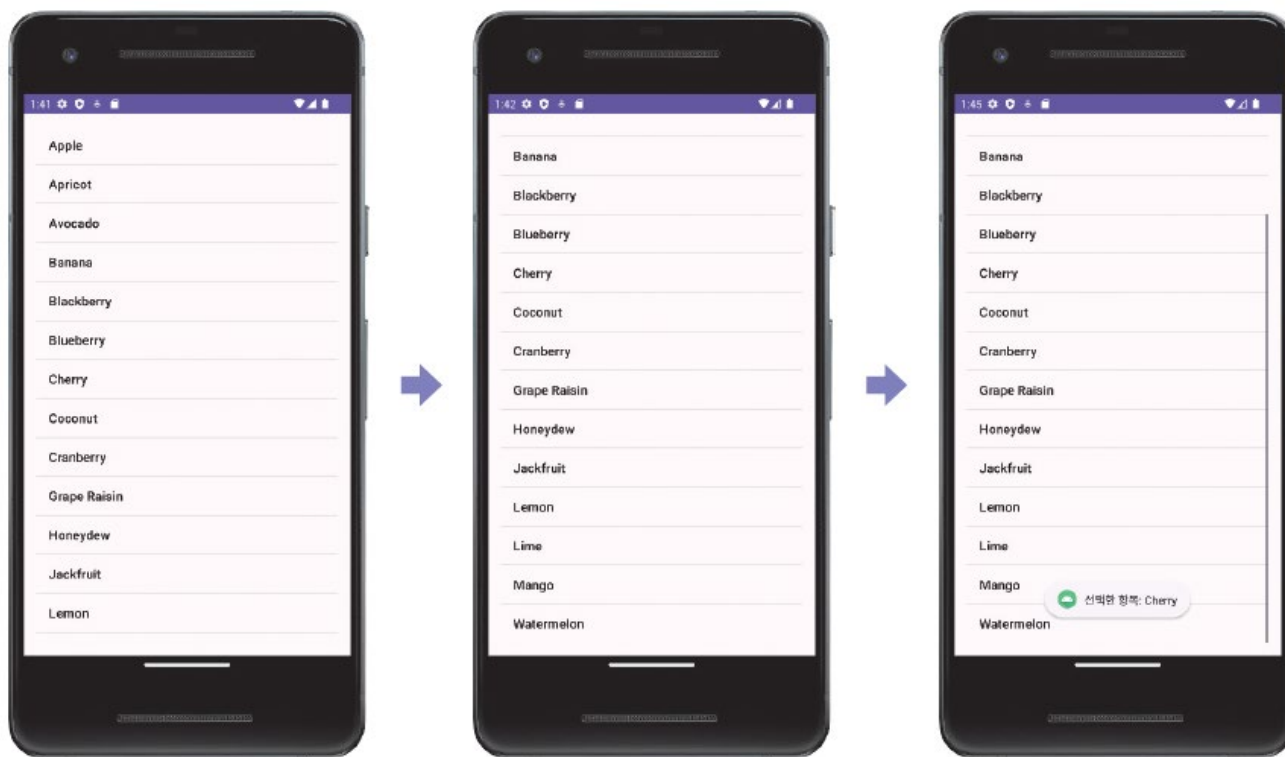 1:41
Apple
Apricot
Avocado
Banana
Blackberry
Blueberry
Cherry
Coconut
Cranberry
Grape Raisin
Honeydew
Jackfruit
Lemon
1:42
Banana
Blackberry
Blueberry
Cherry
Coconut
Cranberry
Grape Raisin
Honeydew
Jackfruit
Lemon
Lime
Mango
Watermelon
1:45
Banana
Blackberry
Blueberry
Cherry
Coconut
Cranberry
Grape Raisin
Honeydew
Jackfruit
Lemon
Lime
Mango
선택한 항목: Cherry
Watermelon